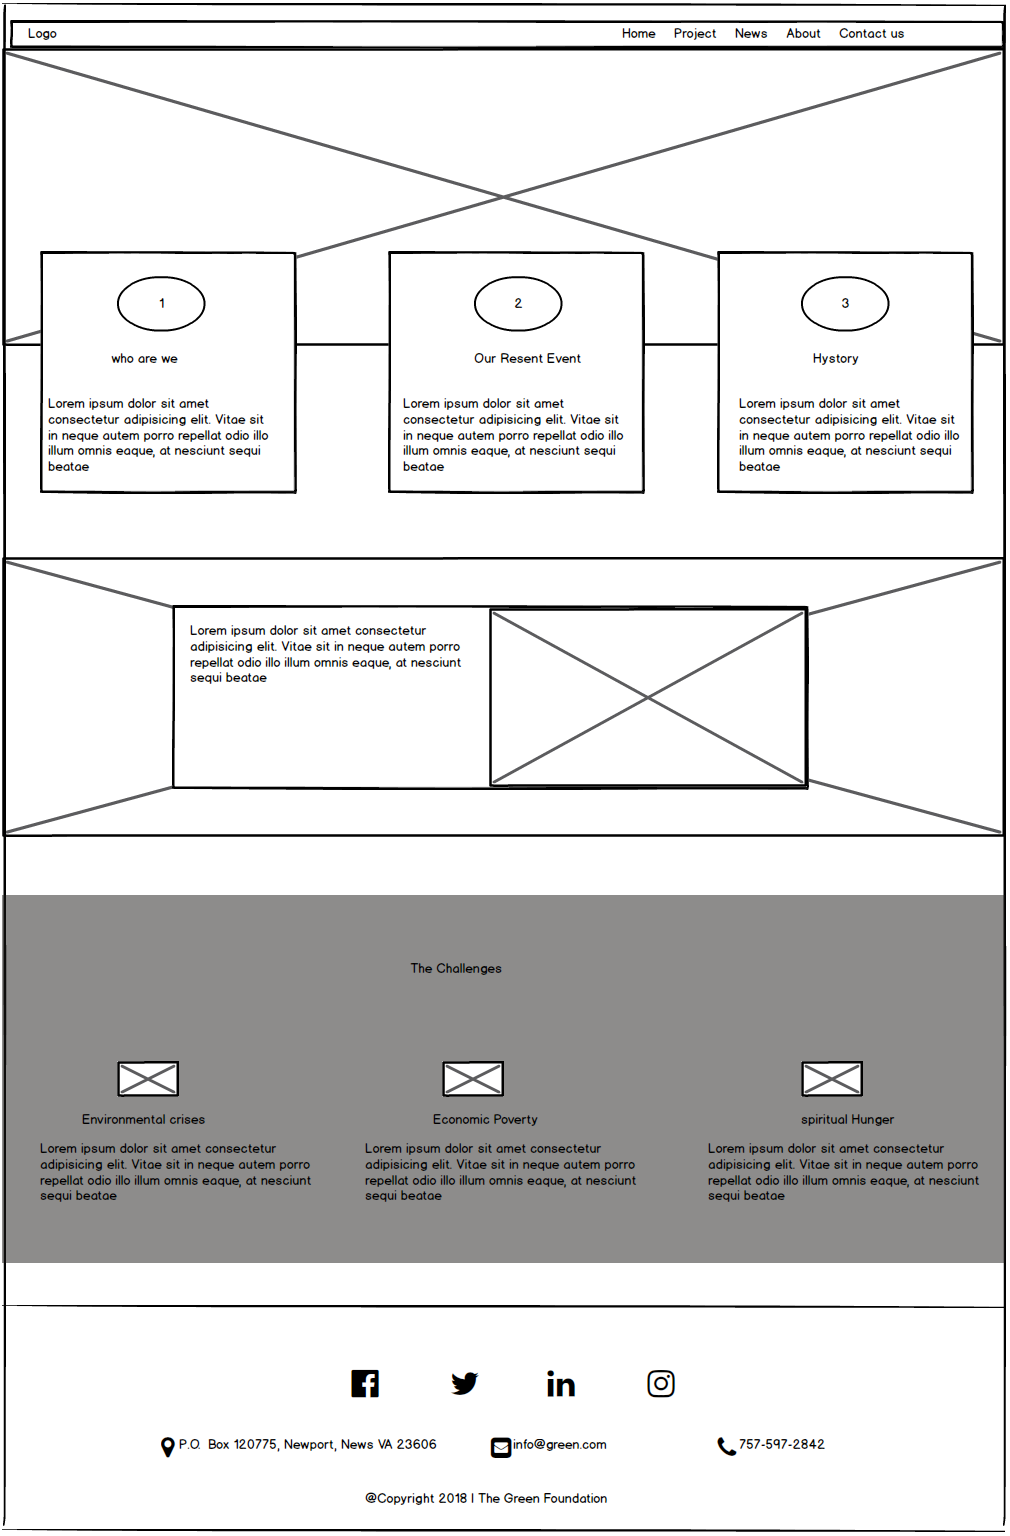 Logo
Home Project News About Contact us
1
who are we
Lorem ipsum dolor sit amet
consectetur adipisicing elit. Vitae sit
in neque autem porro repellat odio illo
illum omnis eaque, at nesciunt sequi
beatae
2
Our Resent Event
Lorem ipsum dolor sit amet
consectetur adipisicing elit. Vitae sit
in neque autem porro repellat odio illo
illum omnis eaque, at nesciunt sequi
beatae
3
Hystory
Lorem ipsum dolor sit amet
consectetur adipisicing elit. Vitae sit
in neque autem porro repellat odio illo
illum omnis eaque, at nesciunt sequi
beatae
Lorem ipsum dolor sit amet consectetur
adipisicing elit. Vitae sit in neque autem porro
repellat odio illo illum omnis eaque, at nesciunt
sequi beatae
The Challenges
Environmental crises
Lorem ipsum dolor sit amet consectetur
adipisicing elit. Vitae sit in neque autem porro
repellat odio illo illum omnis eaque, at nesciunt
sequi beatae
Economic Poverty
Lorem ipsum dolor sit amet consectetur
adipisicing elit. Vitae sit in neque autem porro
repellat odio illo illum omnis eaque, at nesciunt
sequi beatae
spiritual Hunger
Lorem ipsum dolor sit amet consectetur
adipisicing elit. Vitae sit in neque autem porro
repellat odio illo illum omnis eaque, at nesciunt
sequi beatae
P.O. Box 120775, Newport, News VA 23606
info@green.com
757-597-2842
@Copyright 2018 | The Green Foundation